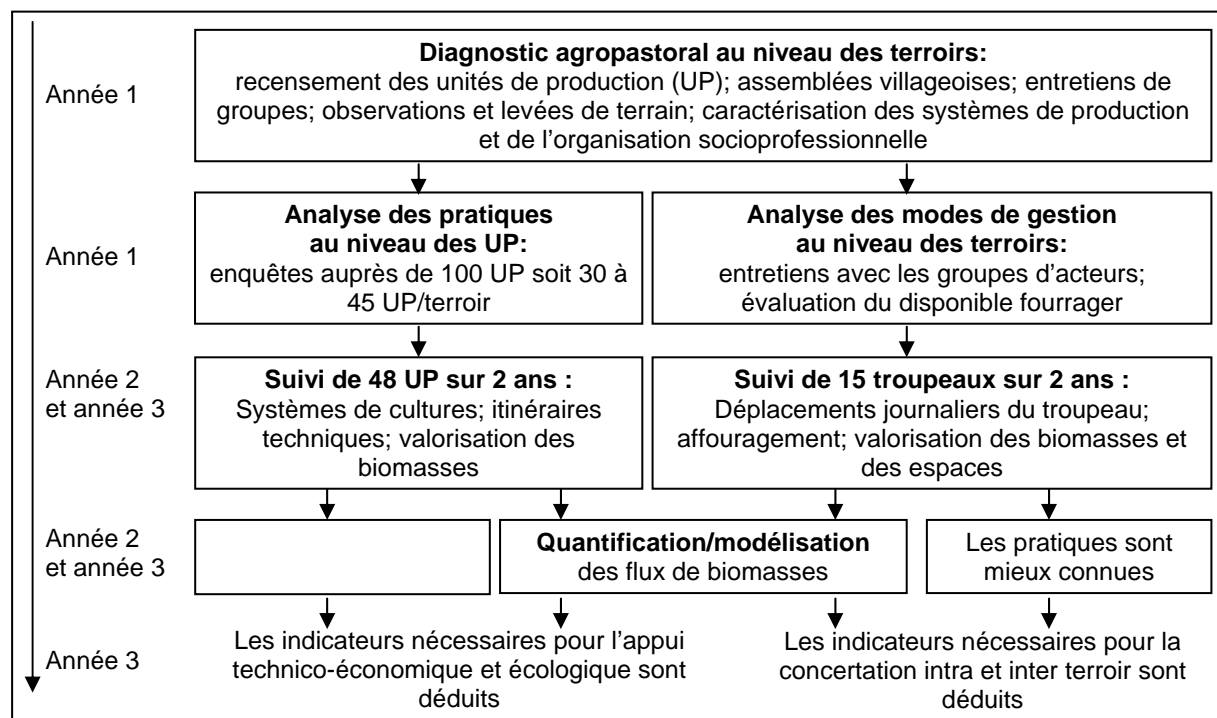 Diagnostic agropastoral au niveau des terroirs:
Année 1
recensement des unités de production (UP); assemblées villageoises; entretiens de
groupes; observations et levées de terrain; caractérisation des systèmes de production
et de l'organisation socioprofessionnelle
Année 1
Analyse des pratiques
au niveau des UP:
enquêtes auprès de 100 UP soit 30 à
45 UP/terroir
Analyse des modes de gestion
au niveau des terroirs:
entretiens avec les groupes d'acteurs;
évaluation du disponible fourrager
Année 2
et année 3
Suivi de 48 UP sur 2 ans :
Systèmes de cultures; itinéraires
techniques; valorisation des
biomasses
Suivi de 15 troupeaux sur 2 ans :
Déplacements journaliers du troupeau;
affouragement; valorisation des biomasses et
des espaces
Année 2
et année 3
Quantification/modélisation
des flux de biomasses
Les pratiques sont
mieux connues
Année 3
Les indicateurs nécessaires pour l'appui
technico-économique et écologique sont
déduits
Les indicateurs nécessaires pour la
concertation intra et inter terroir sont
déduits